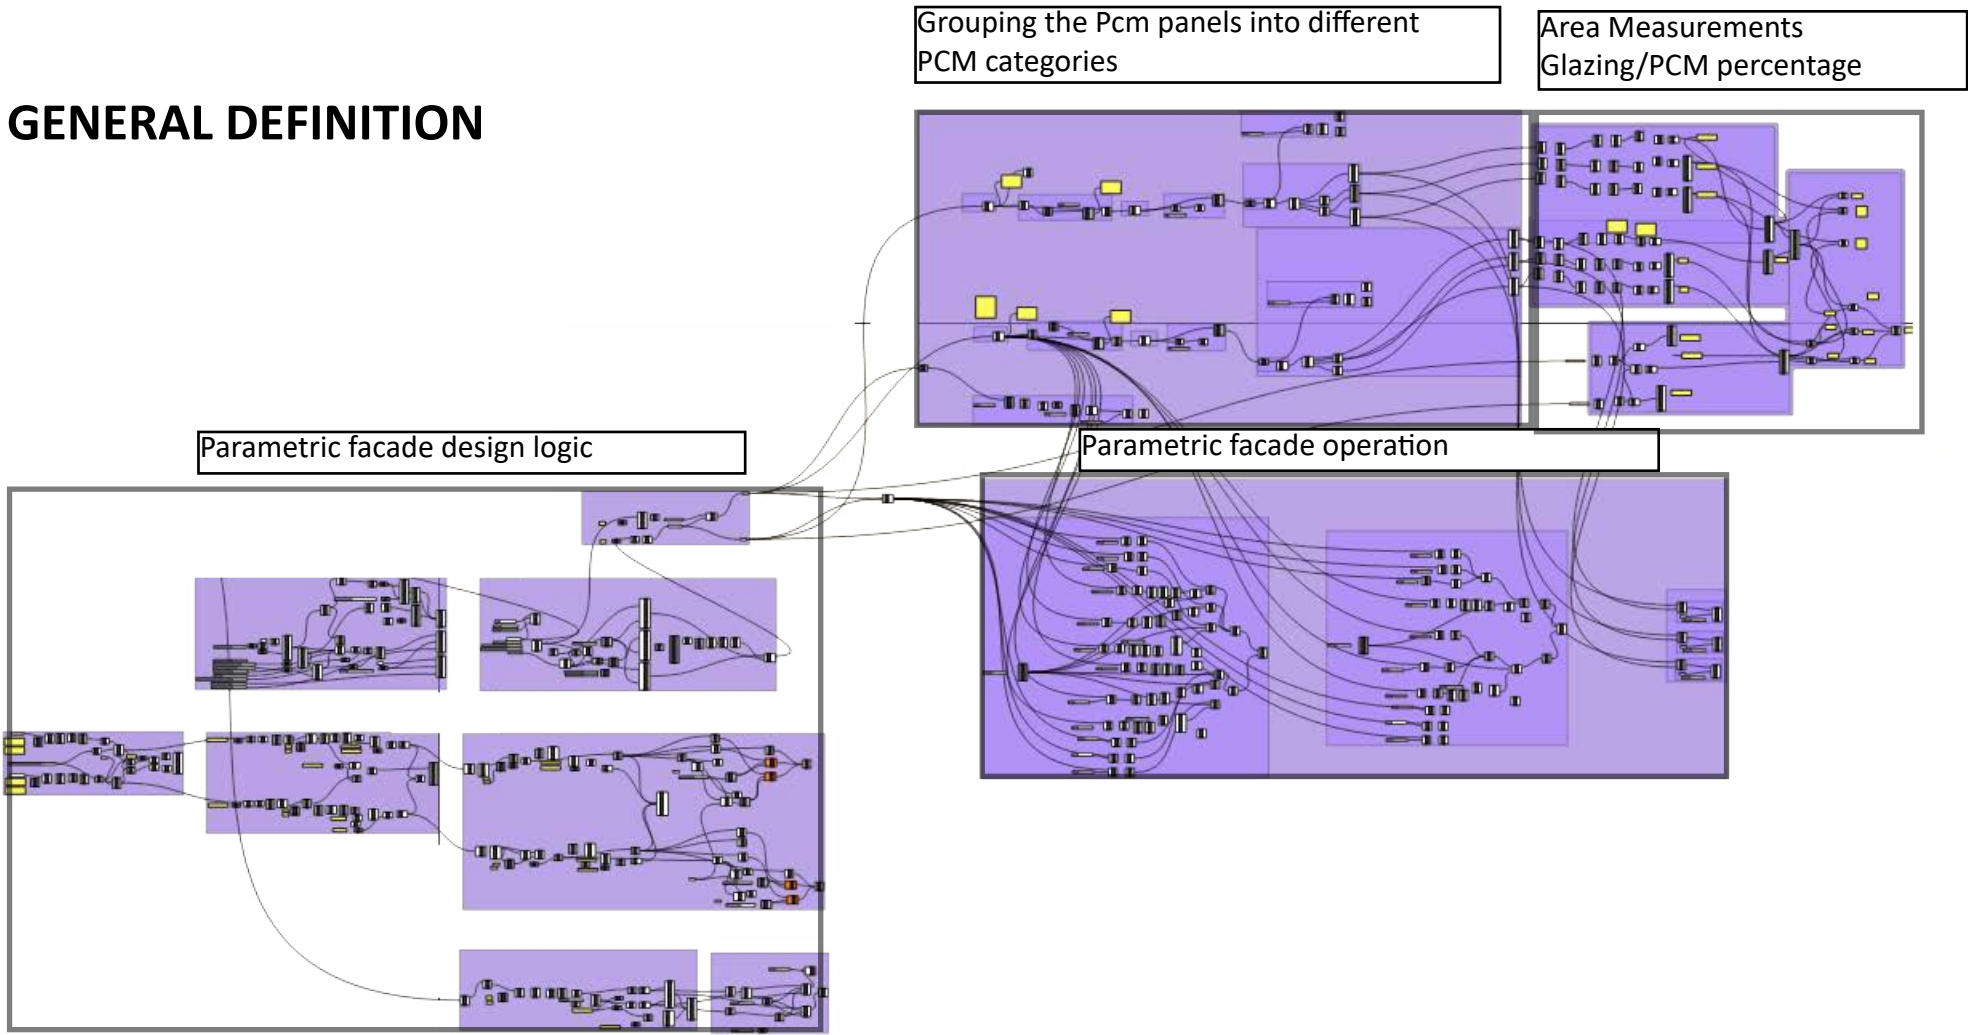 Grouping the Pcm panels into different
PCM categories
Area Measurements
Glazing/PCM percentage
GENERAL DEFINITION
Parametric facade design logic
Parametric facade operation